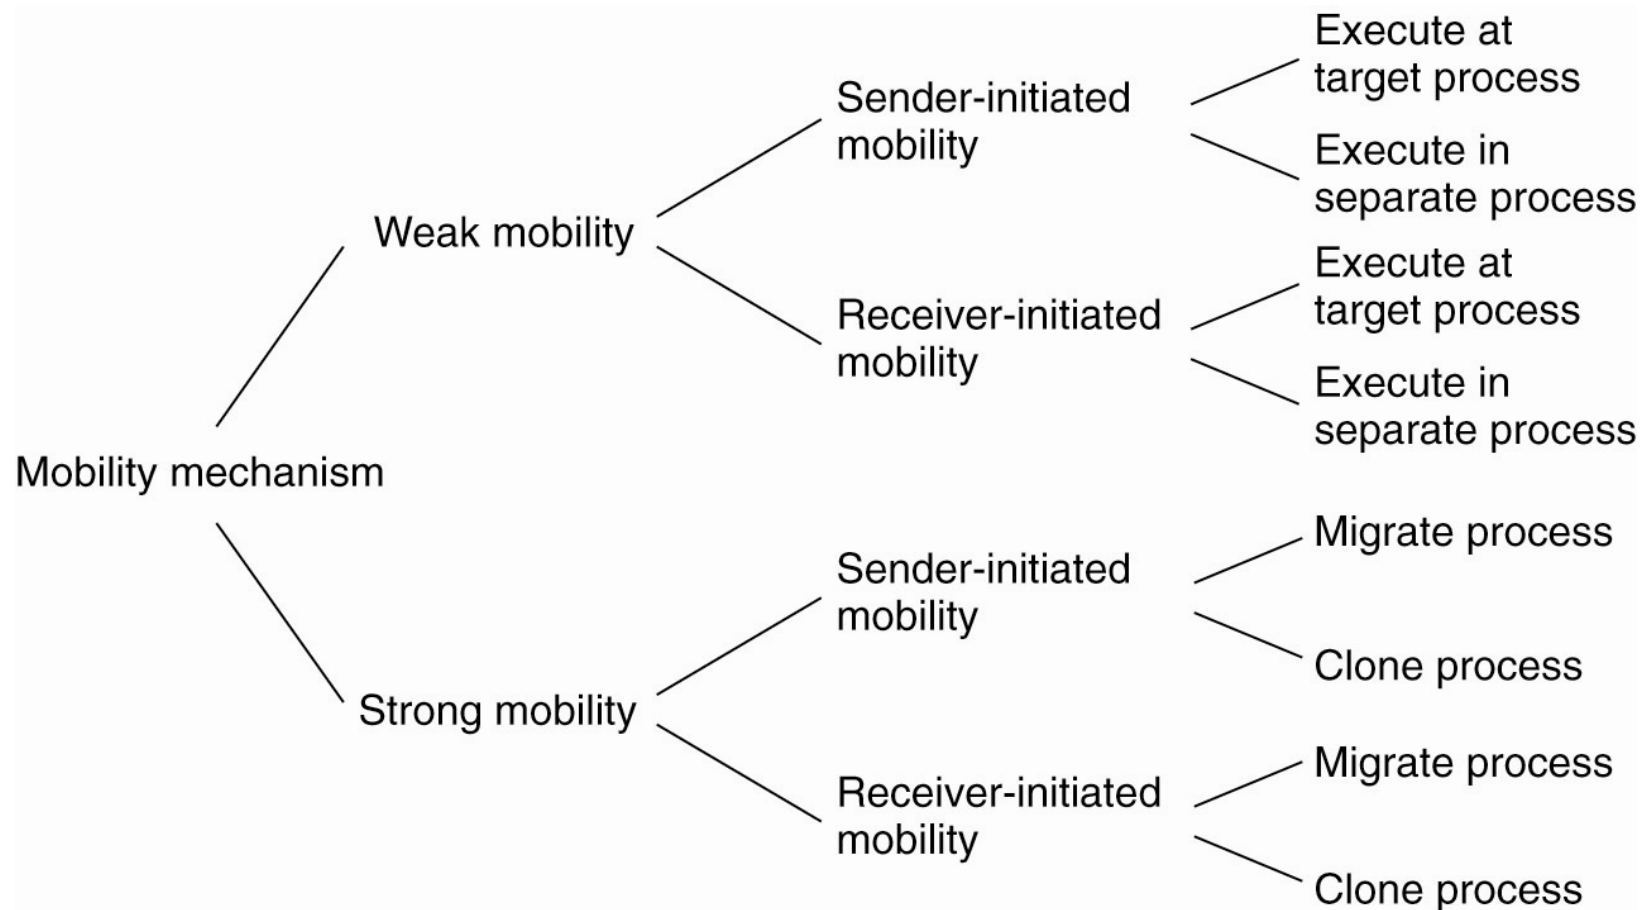 Execute at
target process
Sender-initiated
mobility
Execute in
separate process
Weak mobility
Execute at
target process
Receiver-initiated
mobility
Execute in
separate process
Mobility mechanism
Migrate process
Sender-initiated
mobility
Clone process
Strong mobility
Migrate process
Receiver-initiated
mobility
Clone process